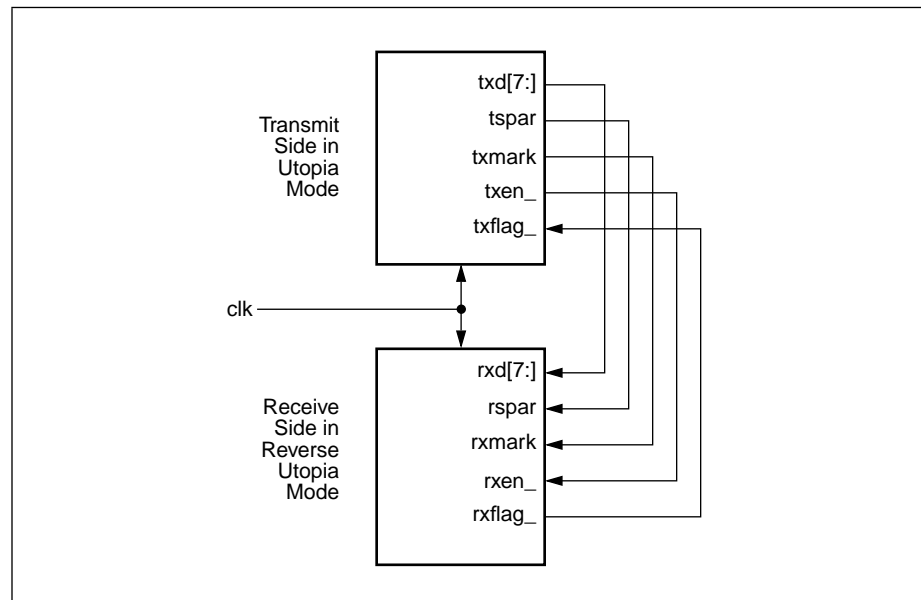 txd[7:]
tspar
txmark
txen_
txflag_
Transmit
Side in
Utopia
Mode
clk
rxd[7:]
rspar
rxmark
rxen_
rxflag_
Receive
Side in
Reverse
Utopia
Mode